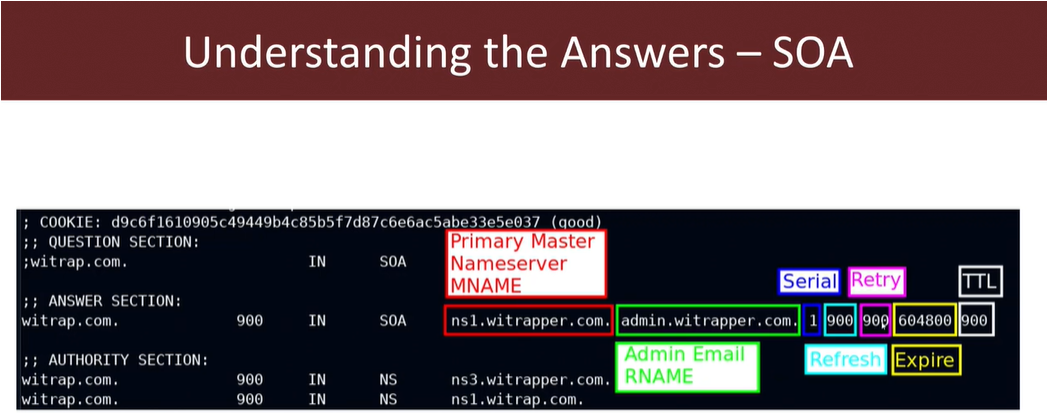 Understanding the Answers – SOA
; COOKIE: d9c6f1610905c49449b4c85b5f7d87c6e6ac5abe33e5e037 (good)
;; QUESTION SECTION:
;witrap.com. IN SOA
Primary Master
Nameserver
MNAME
Serial Retry TTL
;; ANSWER SECTION:
witrap.com. 900 IN SOA ns1.witrapper.com. admin.witrapper.com. 1 900 900 604800 900
Admin Email
RNAME
Refresh Expire
;; AUTHORITY SECTION:
witrap.com. 900 IN NS ns3.witrapper.com.
witrap.com. 900 IN NS ns1.witrap.com.